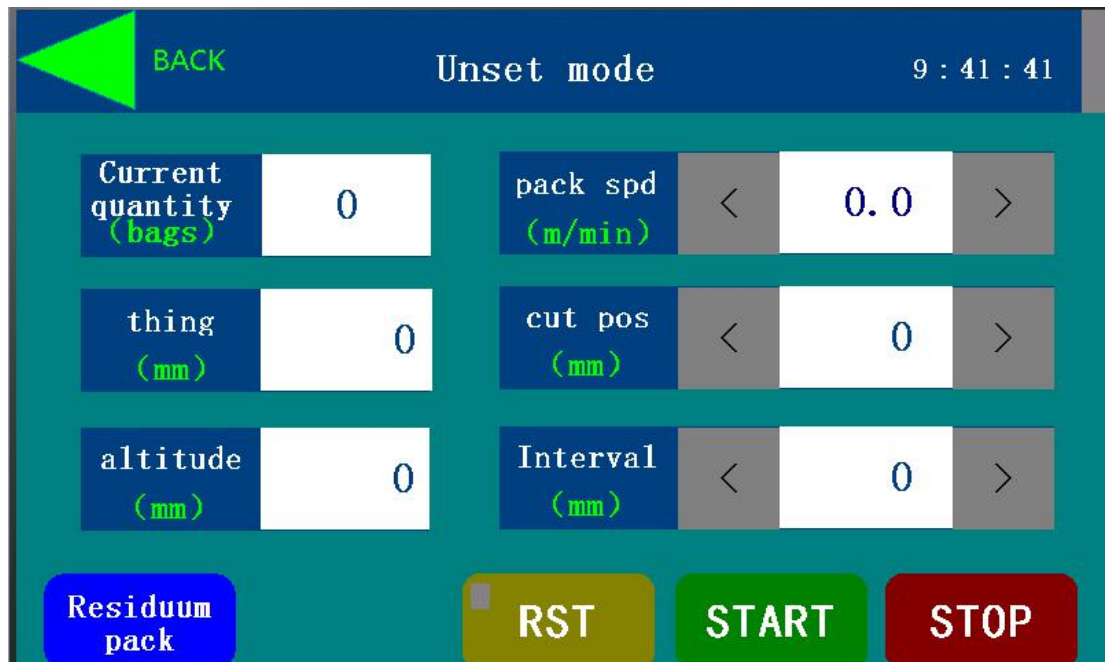 BACK
Unset mode
9 : 41 : 41
Current
quantity
(bags)
0
pack spd
(m/min)
<
0.0
>
thing
(mm)
0
cut pos
(mm)
<
0
>
altitude
(mm)
0
Interval
(mm)
<
0
>
Residuum
pack
RST
START
STOP